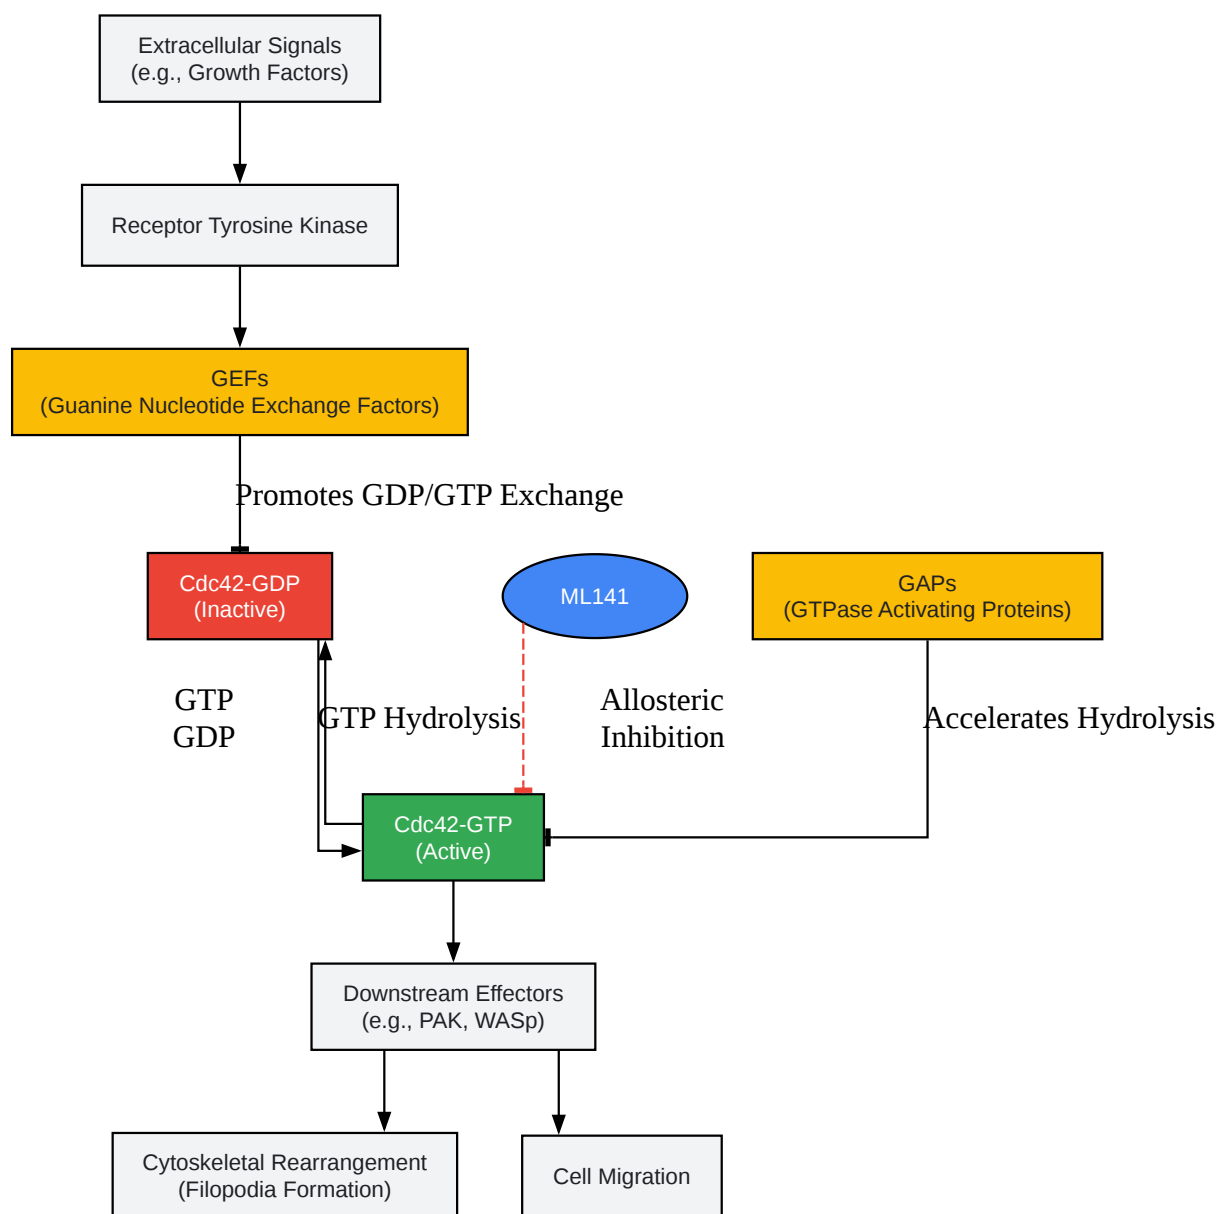 Extracellular Signals
(e.g., Growth Factors)
Receptor Tyrosine Kinase
GEFs
(Guanine Nucleotide Exchange Factors)
Promotes GDP/GTP Exchange
Cdc42-GDP
(Inactive)
ML141
GAPs
(GTPase Activating Proteins)
GTP
GDP
GTP Hydrolysis
Allosteric
Inhibition
Accelerates Hydrolysis
Cdc42-GTP
(Active)
Downstream Effectors
(e.g., PAK, WASp)
Cytoskeletal Rearrangement
(Filopodia Formation)
Cell Migration